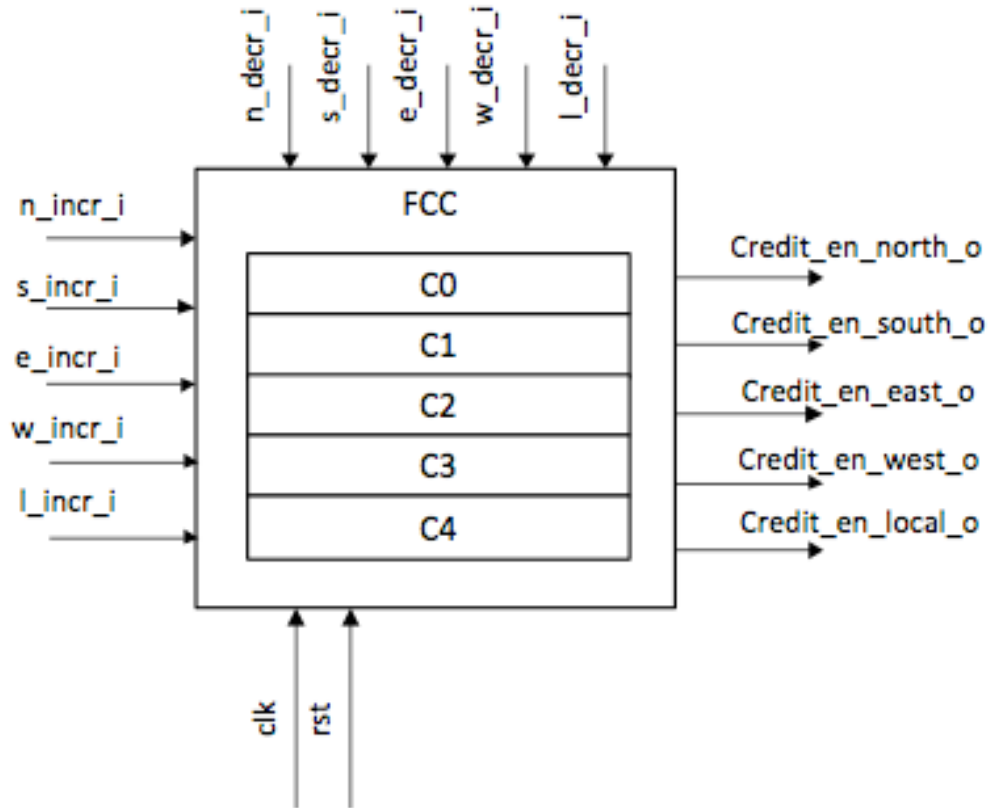 n_decr_i
s_decr_i
e_decr_i
w_decr_i
l_decr_i
FCC
n_incr_i
s_incr_i
e_incr_i
w_incr_i
l_incr_i
C0
C1
C2
C3
C4
Credit_en_north_o
Credit_en_south_o
Credit_en_east_o
Credit_en_west_o
Credit_en_local_o
clk
rst